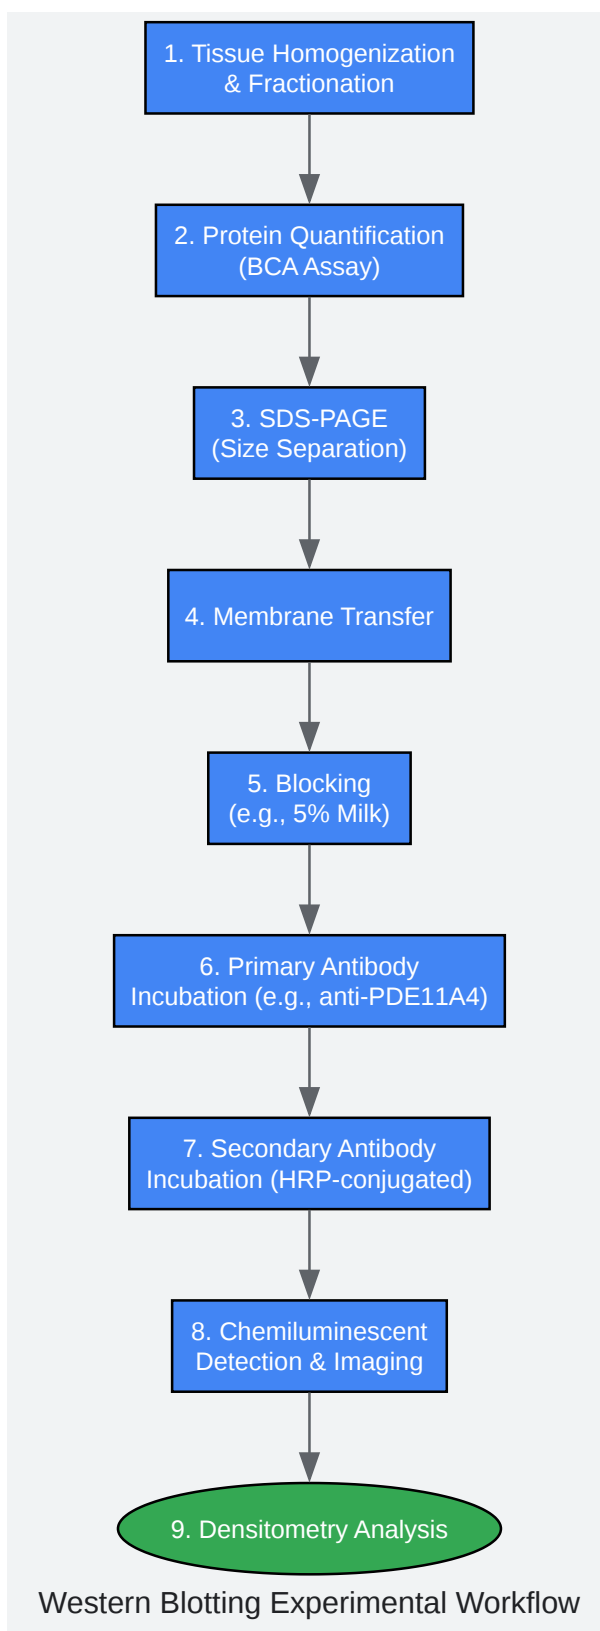 1. Tissue Homogenization
& Fractionation
2. Protein Quantification
(BCA Assay)
3. SDS-PAGE
(Size Separation)
4. Membrane Transfer
5. Blocking
(e.g., 5% Milk)
6. Primary Antibody
Incubation (e.g., anti-PDE11A4)
7. Secondary Antibody
Incubation (HRP-conjugated)
8. Chemiluminescent
Detection & Imaging
9. Densitometry Analysis
Western Blotting Experimental Workflow